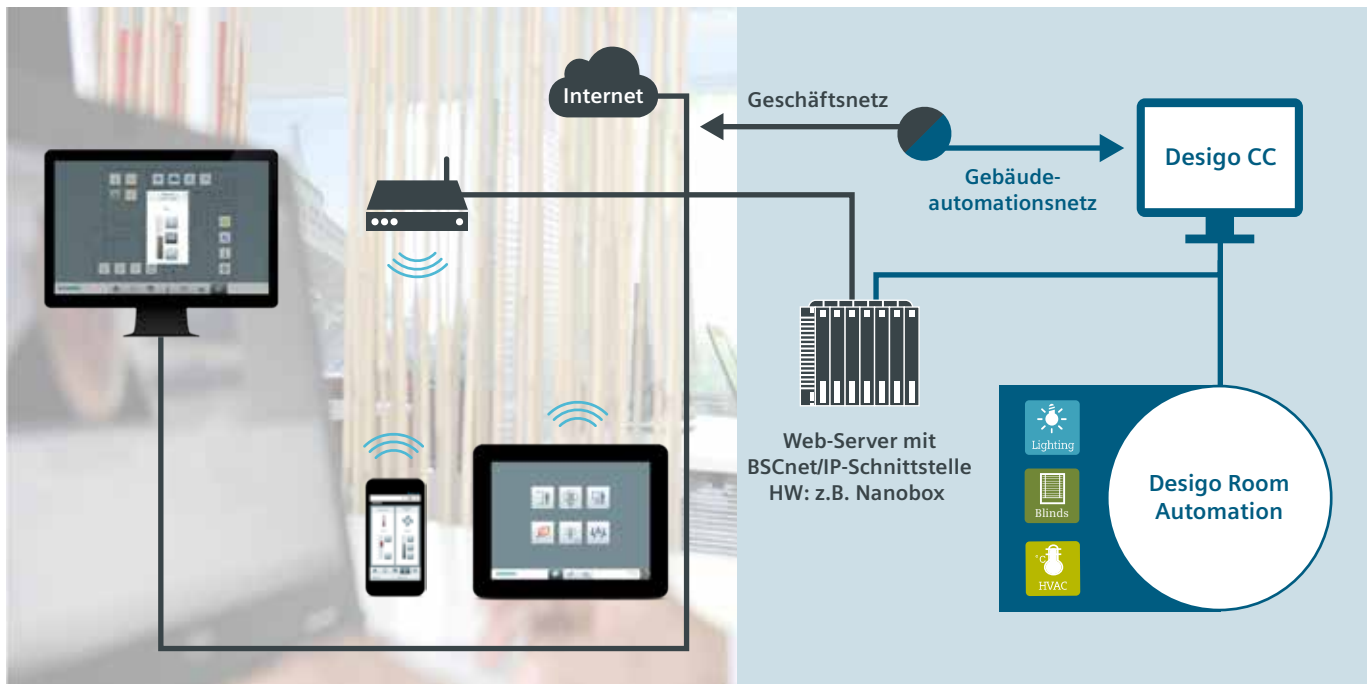 Internet
Geschäftsnetz
Gebäude-
automationsnetz
Desigo CC
Web-Server mit
BSCnet/IP-Schnittstelle
HW: z.B. Nanobox
Lighting
Blinds
°C
HVAC
Desigo Room
Automation